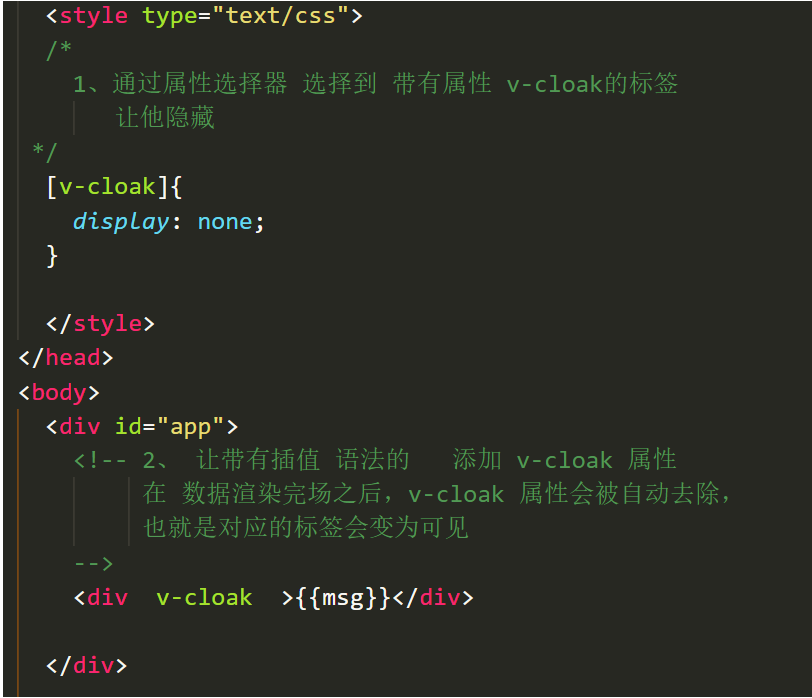 <style type="text/css">
/*
1、通过属性选择器 选择到 带有属性 v-cloak的标签
让他隐藏
*/
[v-cloak]{
display: none;
}
</style>
</head>
<body>
<div id="app">
<!-- 2、 让带有插值 语法的   添加 v-cloak 属性
在 数据渲染完场之后，v-cloak 属性会被自动去除，
也就是对应的标签会变为可见
-->
<div  v-cloak  >{{msg}}</div>
</div>